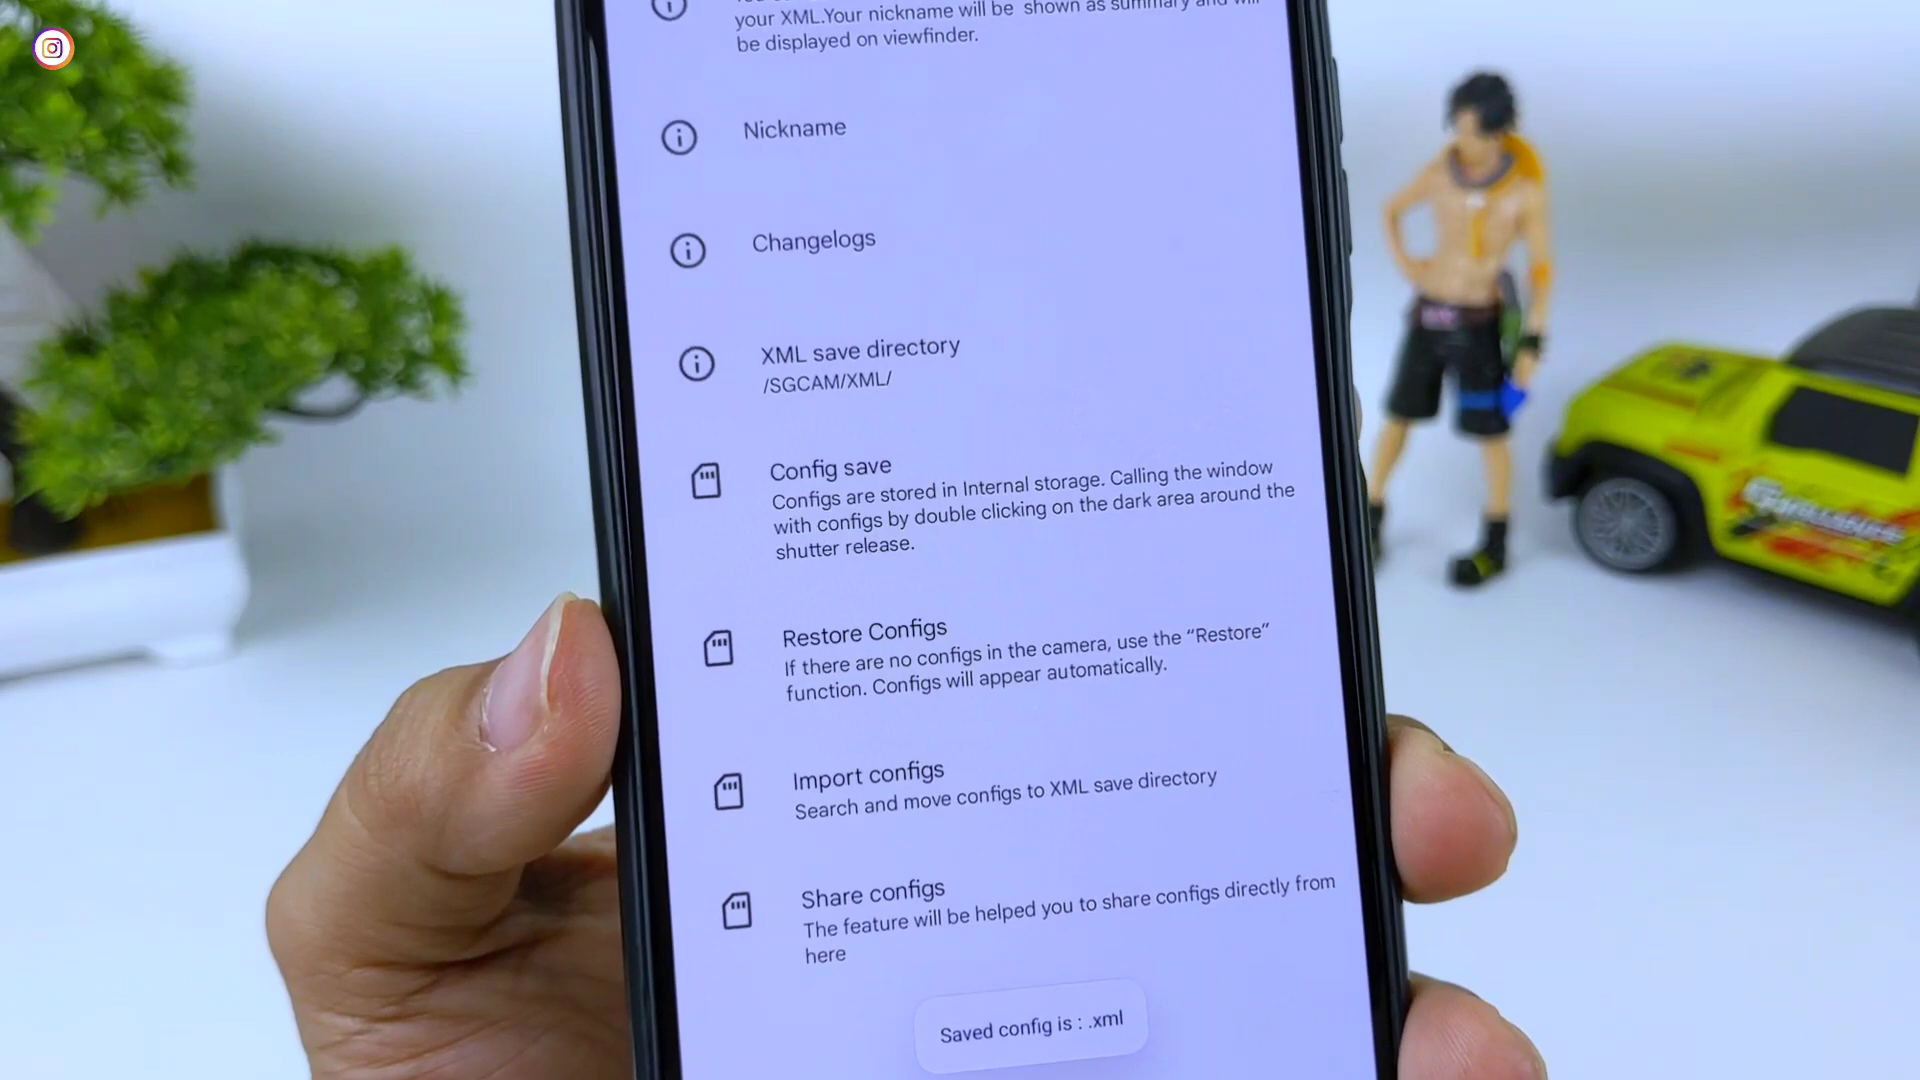 your XML.Your nickname will be shown as summary and will
be displayed on viewfinder.
Nickname
Changelogs
XML save directory
/SGCAM/XML/
Config save
Configs are stored in Internal storage. Calling the window
with configs by double clicking on the dark area around the
shutter release.
Restore Configs
If there are no configs in the camera, use the “Restore”
function. Configs will appear automatically.
Import configs
Search and move configs to XML save directory
Share configs
The feature will be helped you to share configs directly from
here
Saved config is : .xml